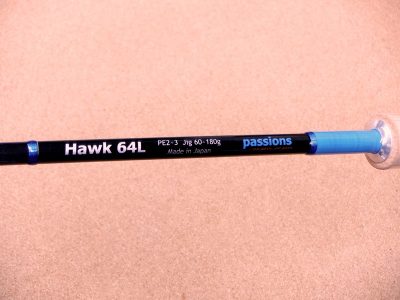 Hawk 64L
PE2-3 Jig 60-180g
Made in Japan
passions